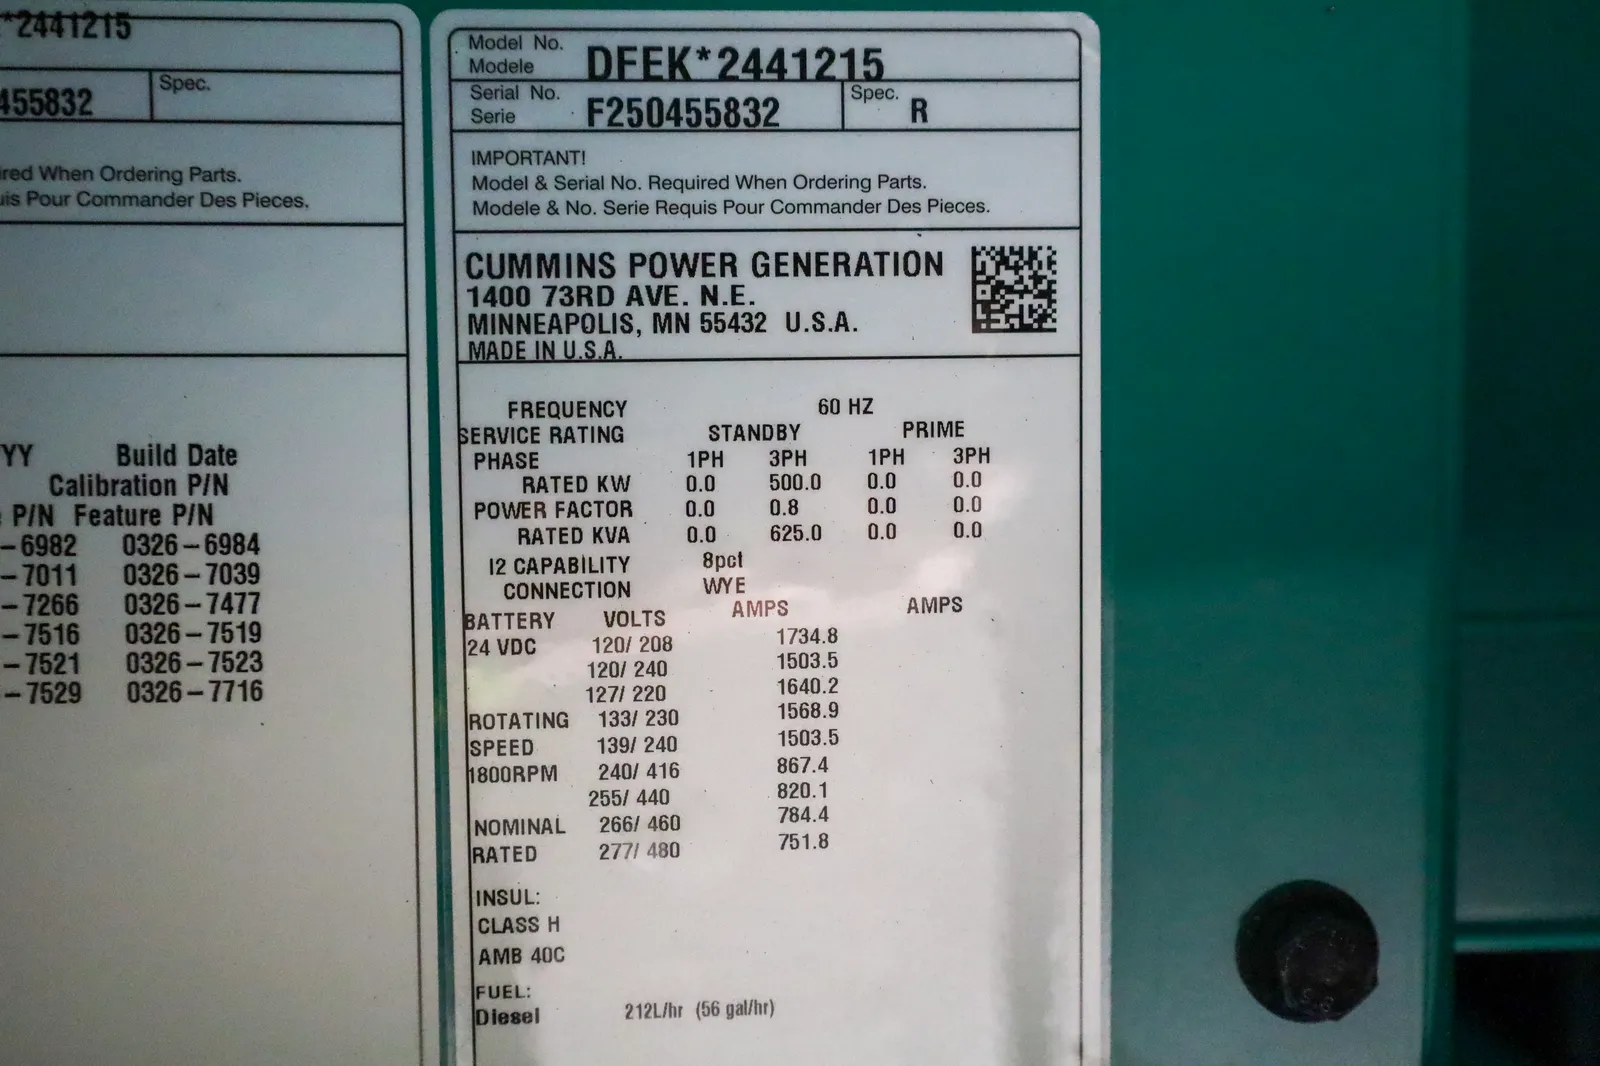 *2441215
455832 Spec.
red When Ordering Parts.
uis Pour Commander Des Pieces.
YY Build Date
Calibration P/N
P/N Feature P/N
-6982 0326-6984
-7011 0326-7039
-7266 0326-7477
-7516 0326-7519
-7521 0326-7523
-7529 0326-7716
Model No.
Modele DFEK*2441215
Serial No.
Serie F250455832 Spec. R
IMPORTANT!
Model & Serial No. Required When Ordering Parts.
Modele & No. Serie Requis Pour Commander Des Pieces.
CUMMINS POWER GENERATION
1400 73RD AVE. N.E.
MINNEAPOLIS, MN 55432 U.S.A.
MADE IN U.S.A.
FREQUENCY 60 HZ
SERVICE RATING STANDBY PRIME
PHASE 1PH 3PH 1PH 3PH
RATED KW 0.0 500.0 0.0 0.0
POWER FACTOR 0.0 0.8 0.0 0.0
RATED KVA 0.0 625.0 0.0 0.0
I2 CAPABILITY 8pct
CONNECTION WYE
BATTERY VOLTS AMPS AMPS
24 VDC 120/ 208 1734.8
120/ 240 1503.5
127/ 220 1640.2
ROTATING 133/ 230 1568.9
SPEED 139/ 240 1503.5
1800RPM 240/ 416 867.4
255/ 440 820.1
NOMINAL 266/ 460 784.4
RATED 277/ 480 751.8
INSUL:
CLASS H
AMB 40C
FUEL:
Diesel 212L/hr (56 gal/hr)